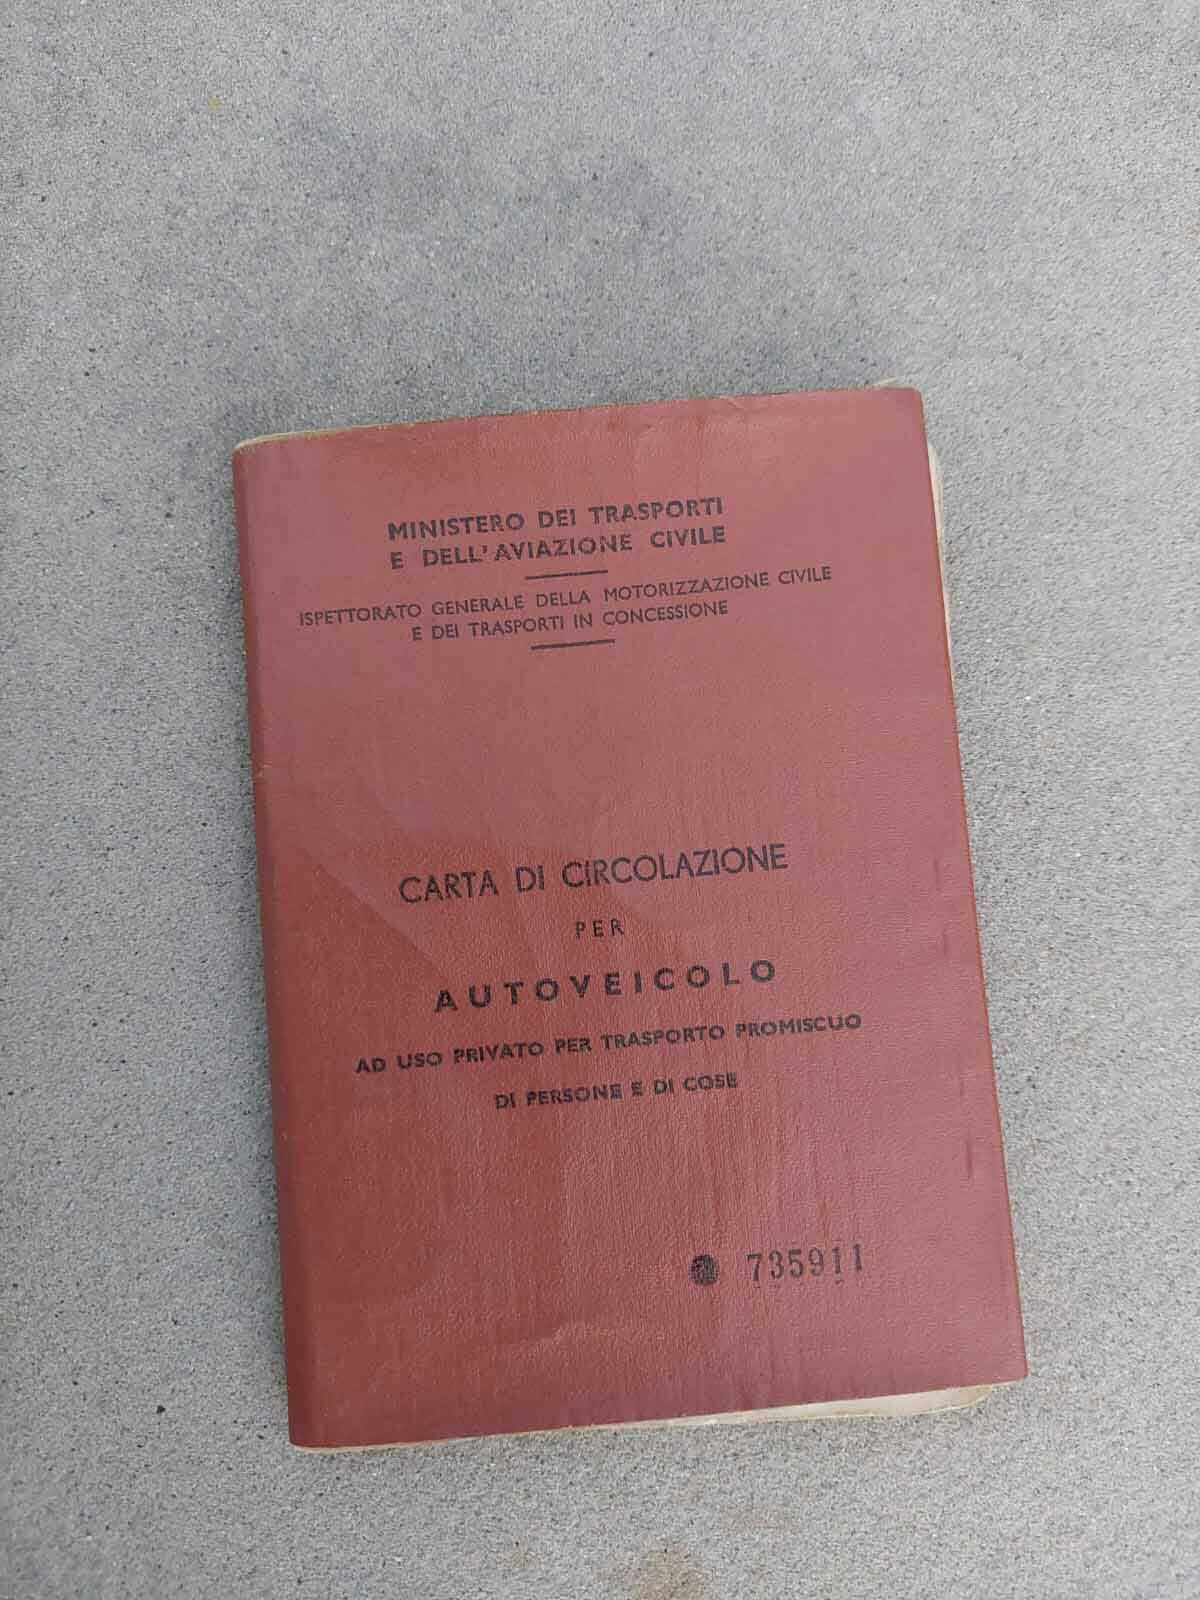 MINISTERO DEI TRASPORTI
E DELL'AVIAZIONE CIVILE
ISPETTORATO GENERALE DELLA MOTORIZZAZIONE CIVILE
E DEI TRASPORTI IN CONCESSIONE
CARTA DI CIRCOLAZIONE
PER
AUTOVEICOLO
AD USO PRIVATO PER TRASPORTO PROMISCUO
DI PERSONE E DI COSE
735911